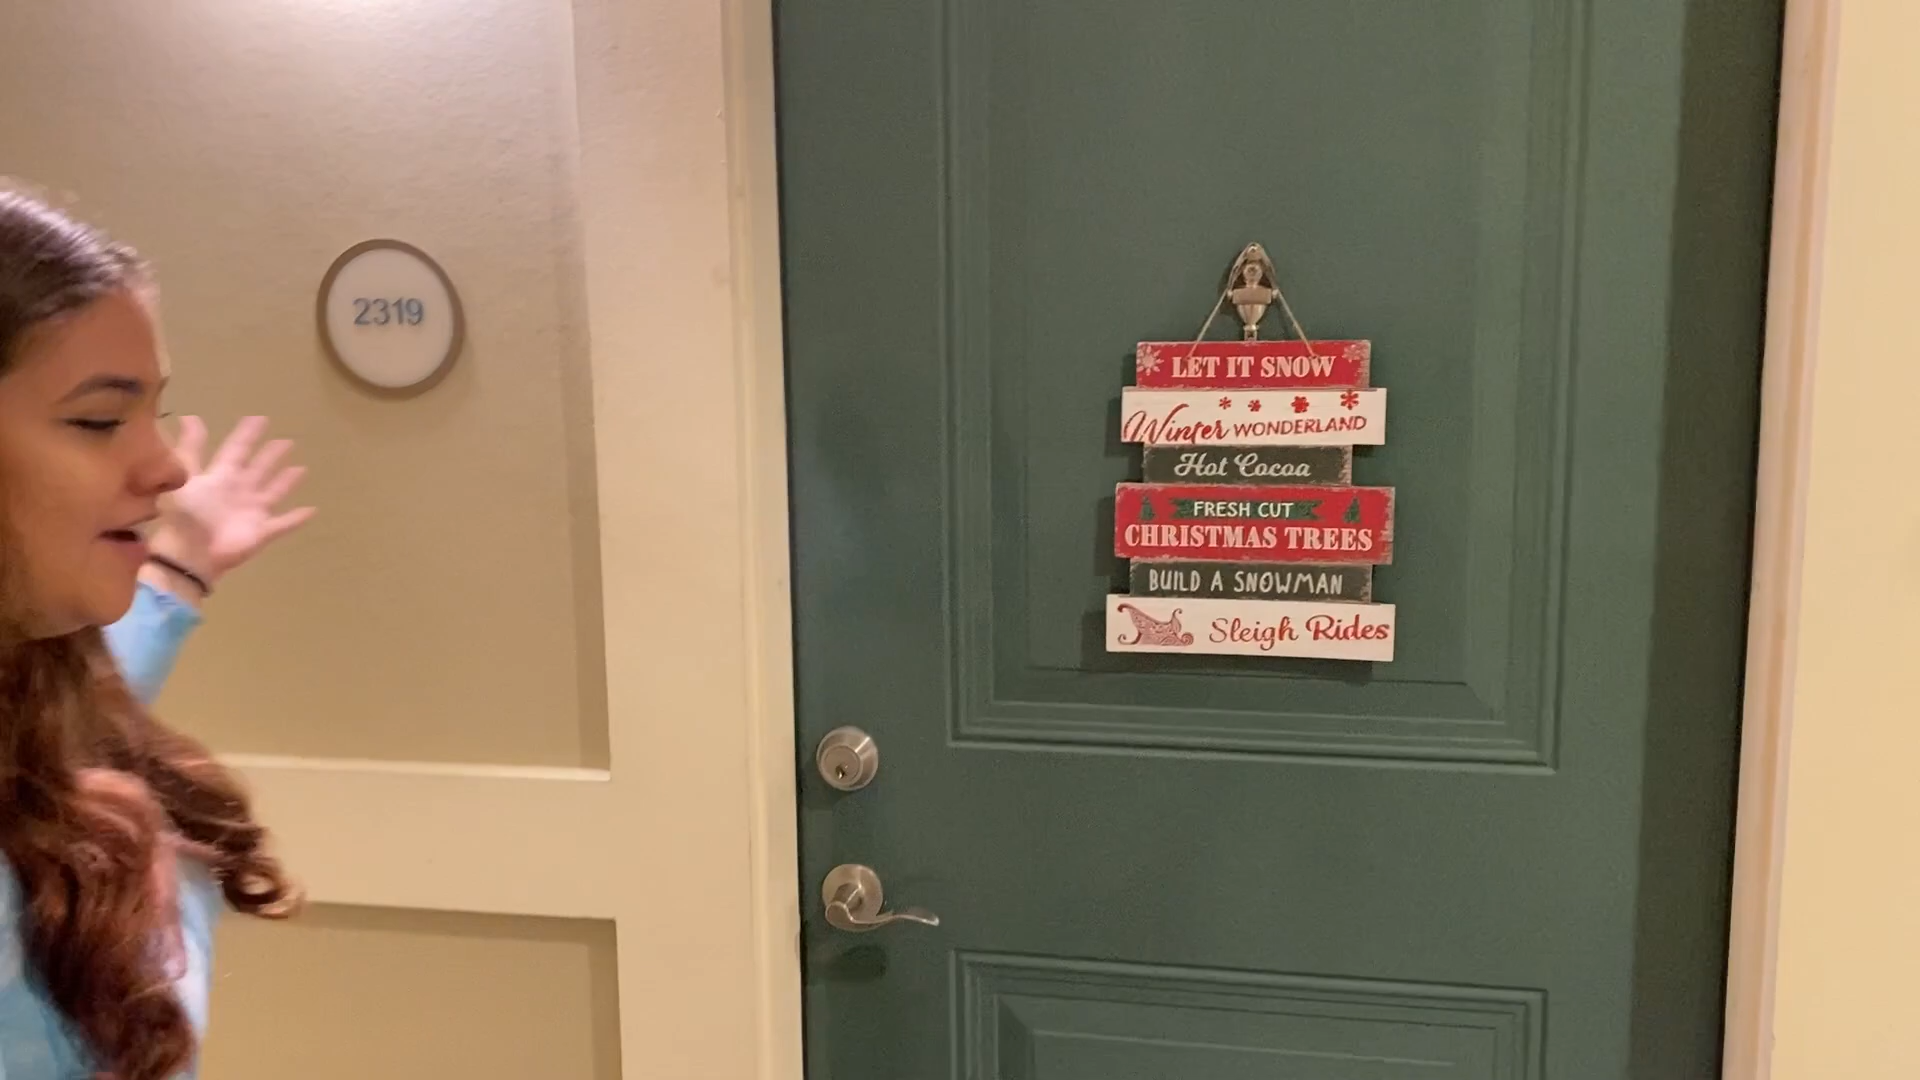 2319
LET IT SNOW
Winter WONDERLAND
Hot Cocoa
FRESH CUT
CHRISTMAS TREES
BUILD A SNOWMAN
Sleigh Rides